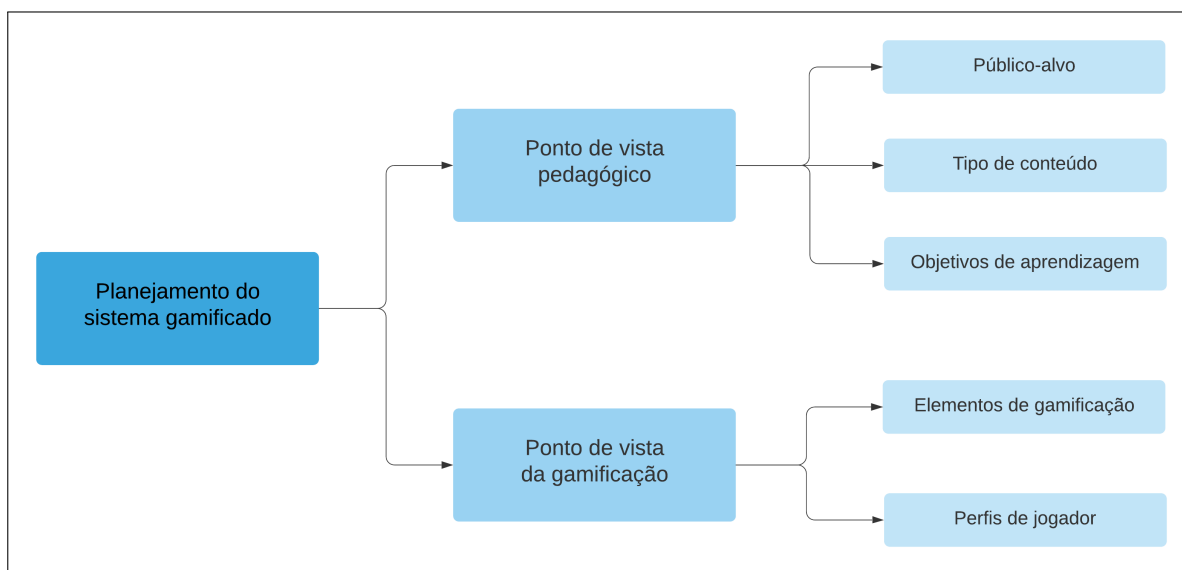 Planejamento do
sistema gamificado
Ponto de vista
pedagógico
Público-alvo
Tipo de conteúdo
Objetivos de aprendizagem
Ponto de vista
da gamificação
Elementos de gamificação
Perfis de jogador